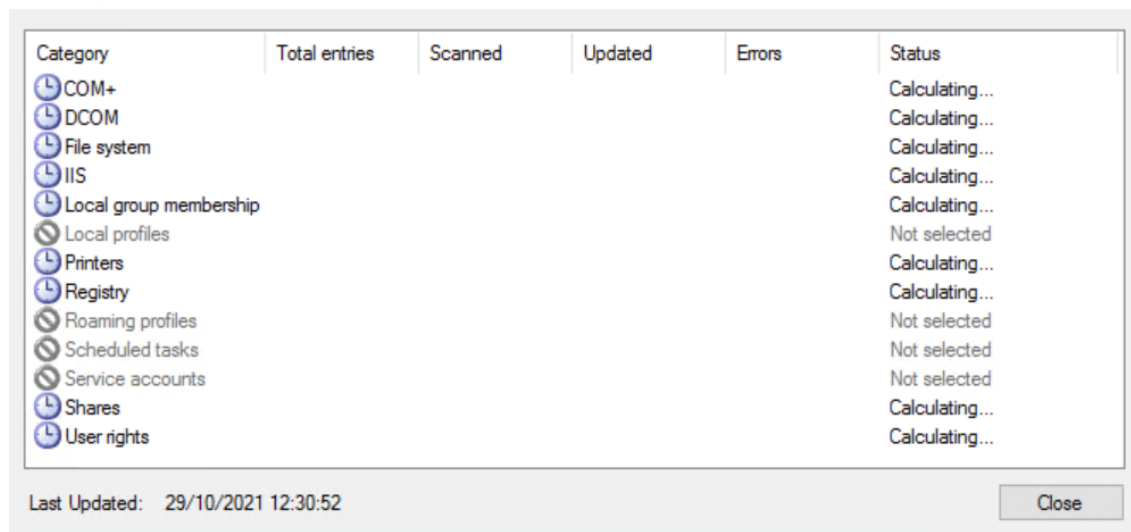 Category Total entries Scanned Updated Errors Status
COM+ Calculating...
DCOM Calculating...
File system Calculating...
IIS Calculating...
Local group membership Calculating...
Local profiles Not selected
Printers Calculating...
Registry Calculating...
Roaming profiles Not selected
Scheduled tasks Not selected
Service accounts Not selected
Shares Calculating...
User rights Calculating...
Last Updated: 29/10/2021 12:30:52 Close